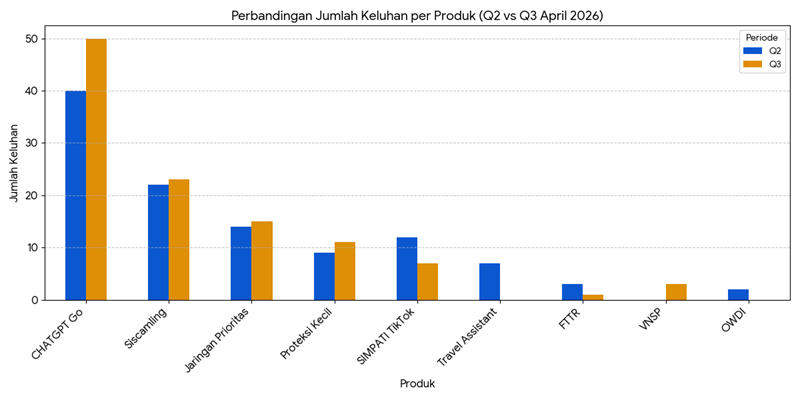 Perbandingan Jumlah Keluhan per Produk (Q2 vs Q3 April 2026)
Periode
Q2
Q3
Jumlah Keluhan
50
40
30
20
10
0
CHATGPT Go
Siscamling
Jaringan Prioritas
Proteksi Kecil
SIMPATI TikTok
Travel Assistant
FTTR
VNSP
OWDI
Produk